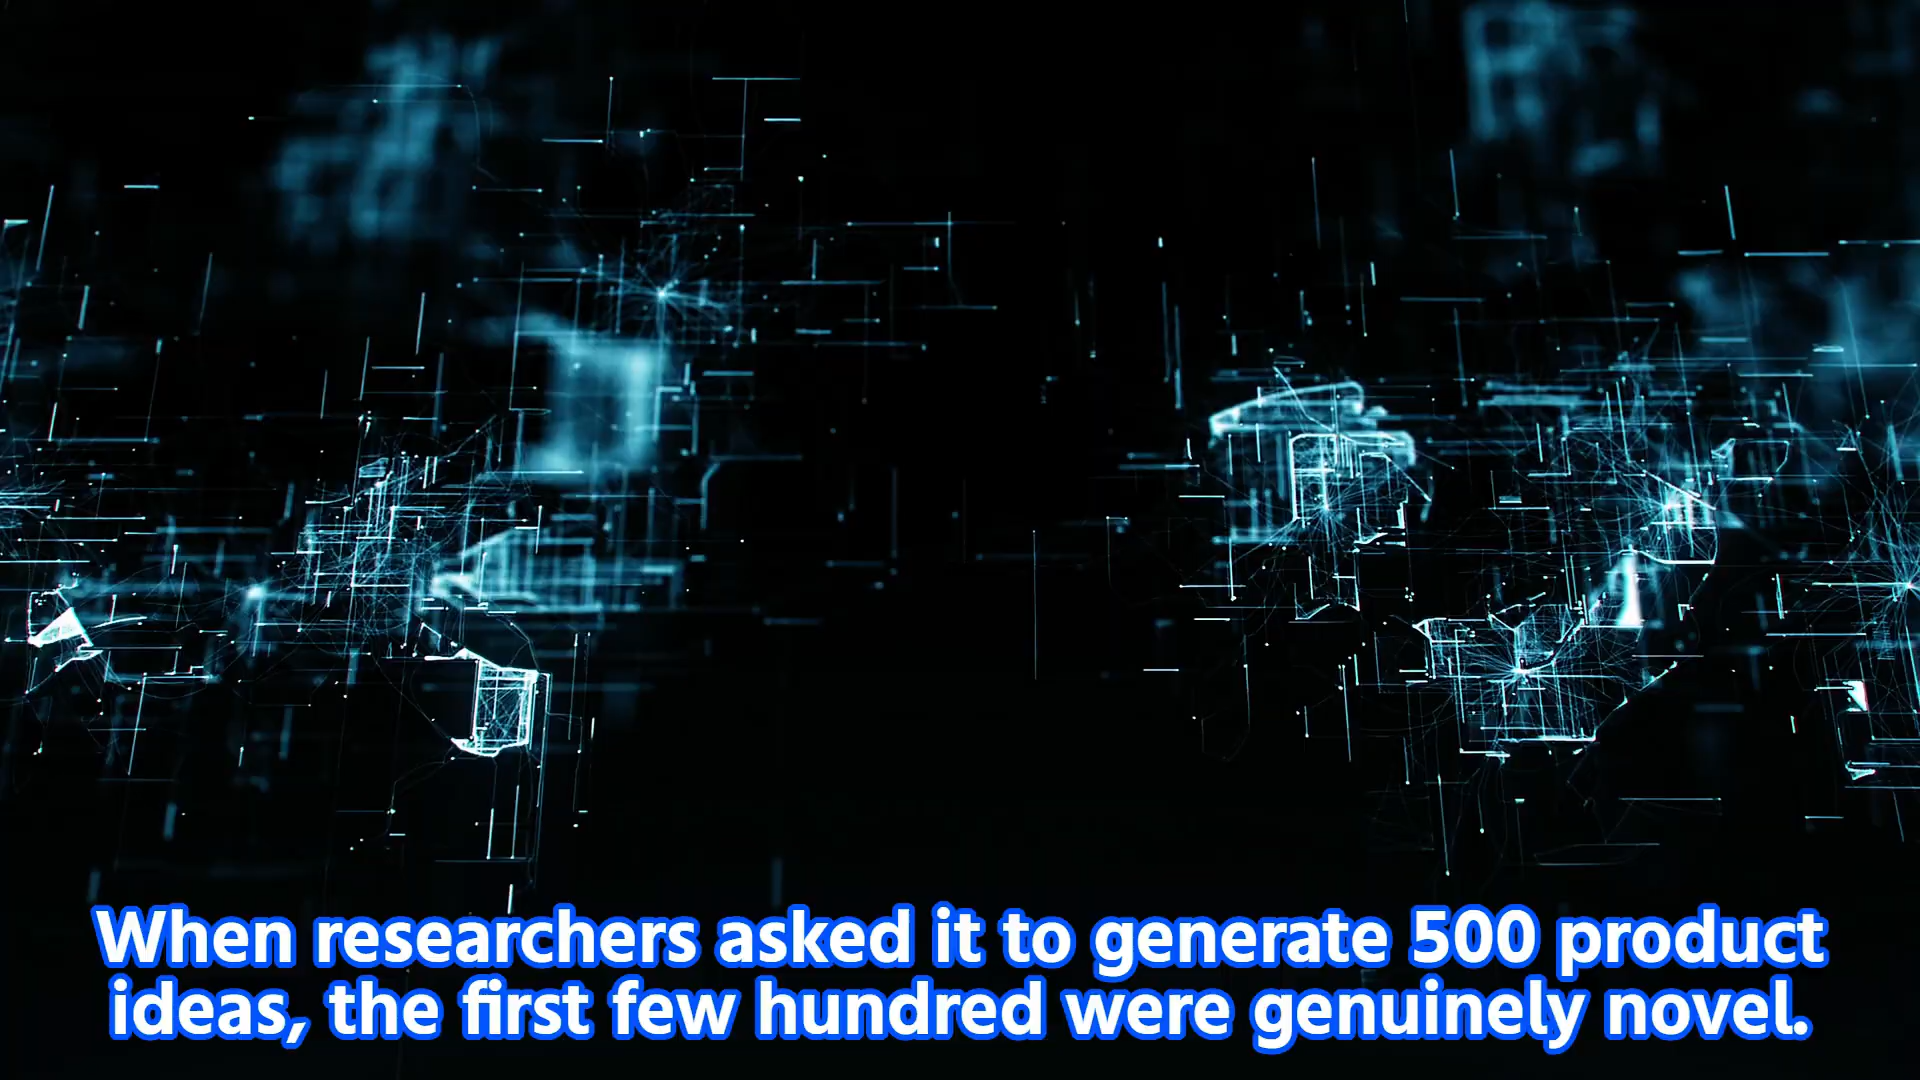 When researchers asked it to generate 500 product
ideas, the first few hundred were genuinely novel.